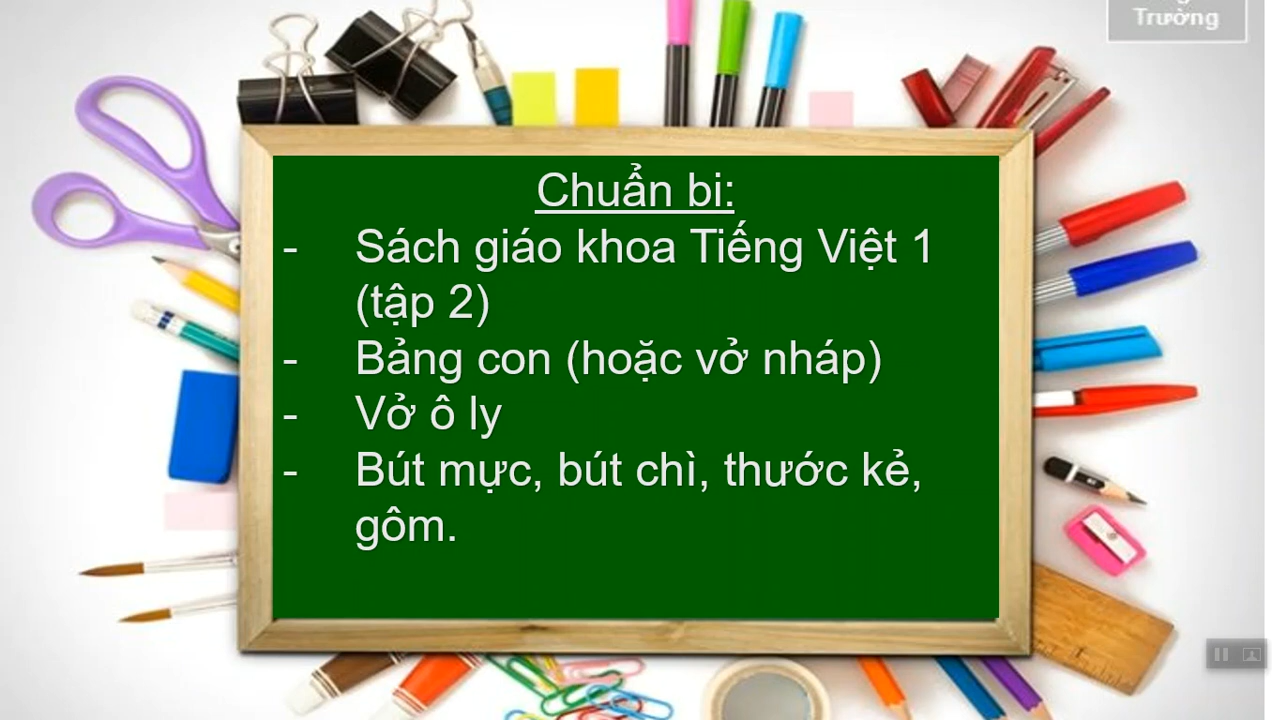 Trường
Chuẩn bi:
- Sách giáo khoa Tiếng Việt 1
(tập 2)
- Bảng con (hoặc vở nháp)
- Vở ô ly
- Bút mực, bút chì, thước kẻ,
gôm.